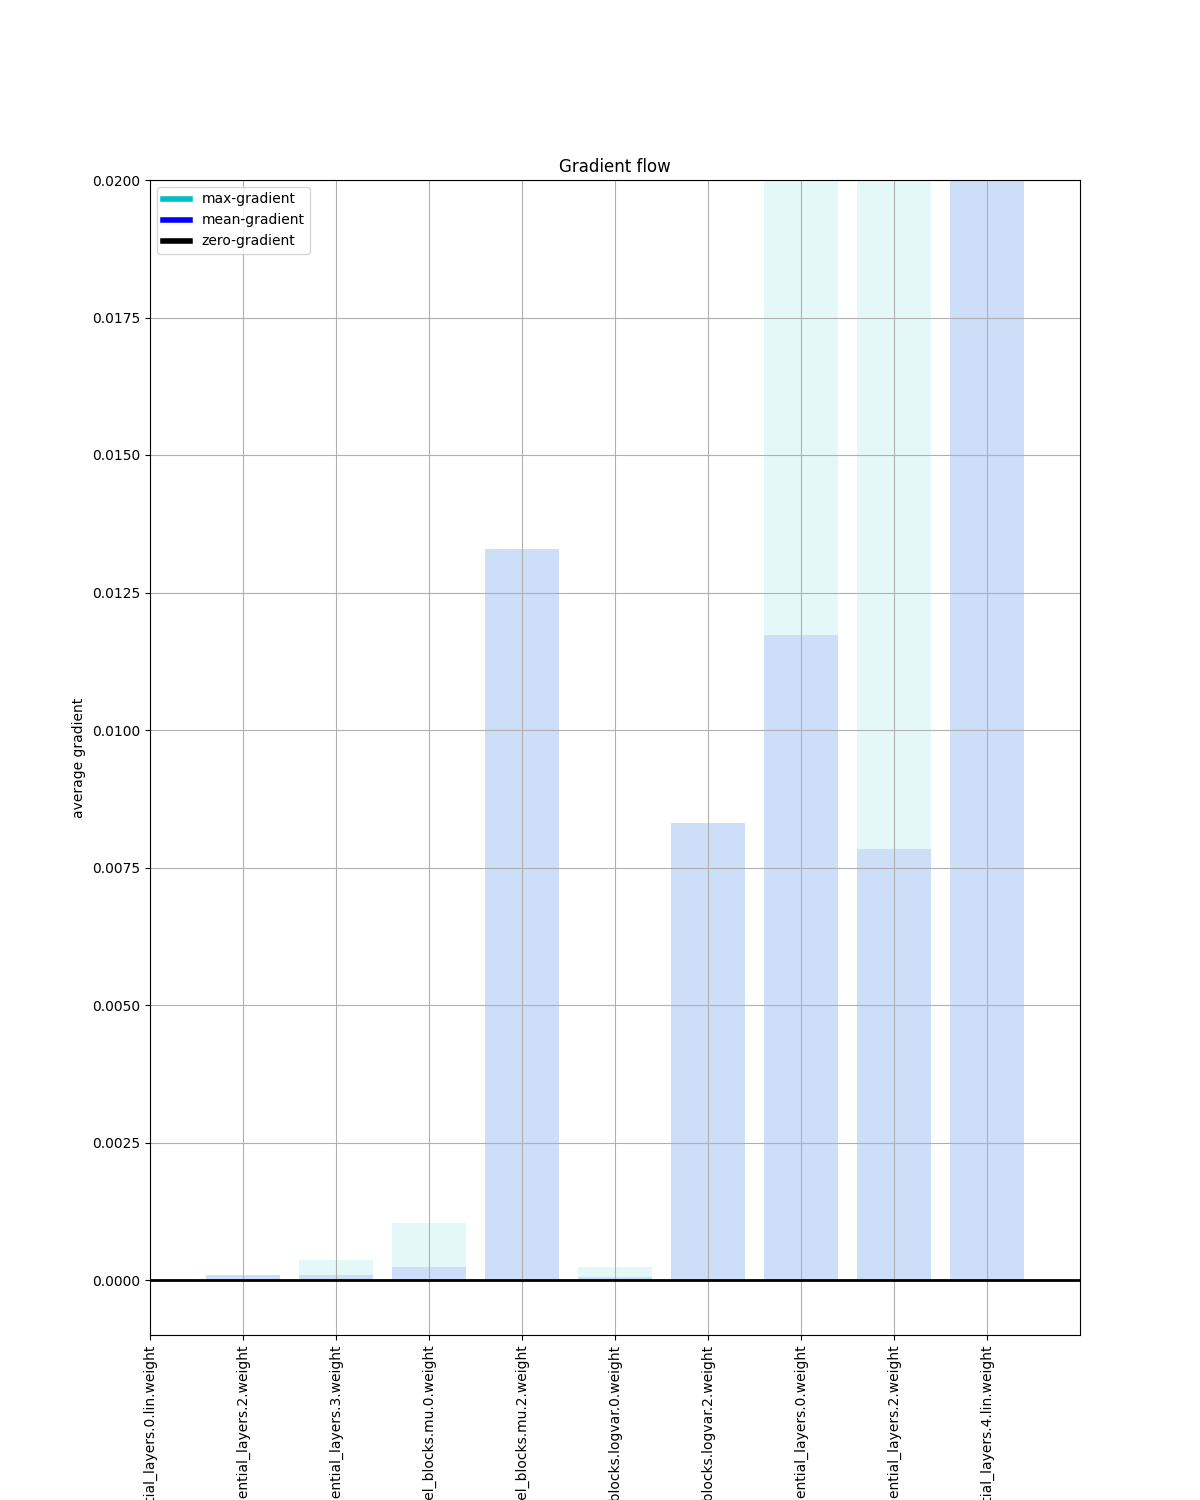 Gradient flow
max-gradient
mean-gradient
zero-gradient
0.0200
0.0175
0.0150
0.0125
0.0100
0.0075
0.0050
0.0025
0.0000
average gradient
tial_layers.0.lin.weight
ential_layers.2.weight
ential_layers.3.weight
el_blocks.mu.0.weight
el_blocks.mu.2.weight
blocks.logvar.0.weight
blocks.logvar.2.weight
ential_layers.0.weight
ential_layers.2.weight
tial_layers.4.lin.weight